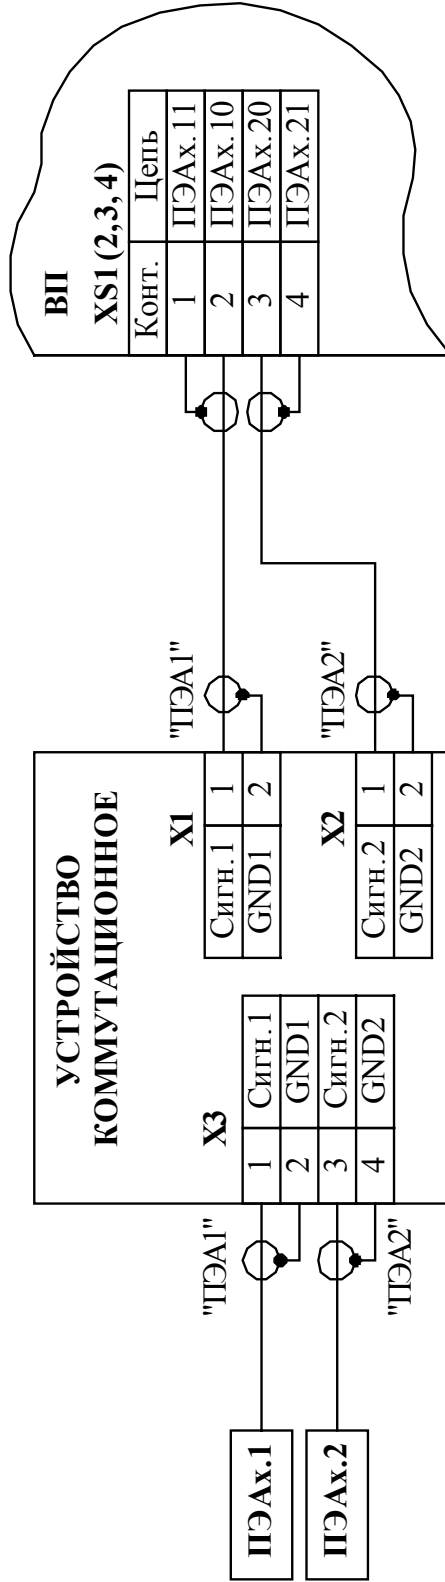 ПЭАх.1
ПЭАх.2
"ПЭА1"
"ПЭА2"
УСТРОЙСТВО
КОММУТАЦИОННОЕ
X3
1 Сигн.1
2 GND1
3 Сигн.2
4 GND2
X1
Сигн.1 1
GND1 2
X2
Сигн.2 1
GND2 2
"ПЭА1"
"ПЭА2"
ВП
XS1(2,3,4)
Конт. Цепь
1 ПЭАх.11
2 ПЭАх.10
3 ПЭАх.20
4 ПЭАх.21